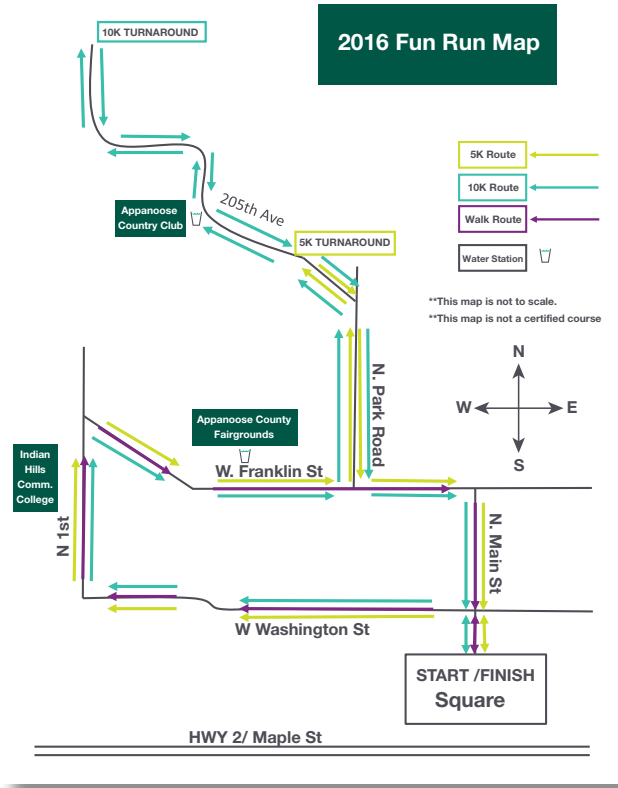 10K TURNAROUND
2016 Fun Run Map
5K Route
10K Route
Walk Route
Water Station
**This map is not to scale.
**This map is not a certified course
Appanoose
Country Club
205th Ave
5K TURNAROUND
N
W
E
S
N. Park Road
Appanoose County
Fairgrounds
W. Franklin St
Indian
Hills
Comm.
College
N 1st
N. Main St
W Washington St
START /FINISH
Square
HWY 2/ Maple St